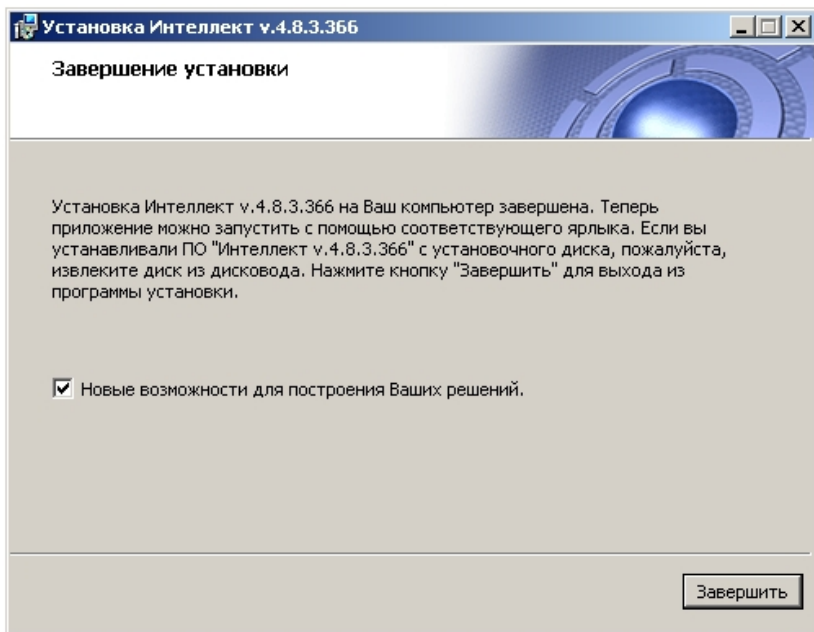 Установка Интеллект v.4.8.3.366
Завершение установки
Установка Интеллект v.4.8.3.366 на Ваш компьютер завершена. Теперь
приложение можно запустить с помощью соответствующего ярлыка. Если вы
устанавливали ПО "Интеллект v.4.8.3.366" с установочного диска, пожалуйста,
извлеките диск из дисковода. Нажмите кнопку "Завершить" для выхода из
программы установки.
Новые возможности для построения Ваших решений.
Завершить